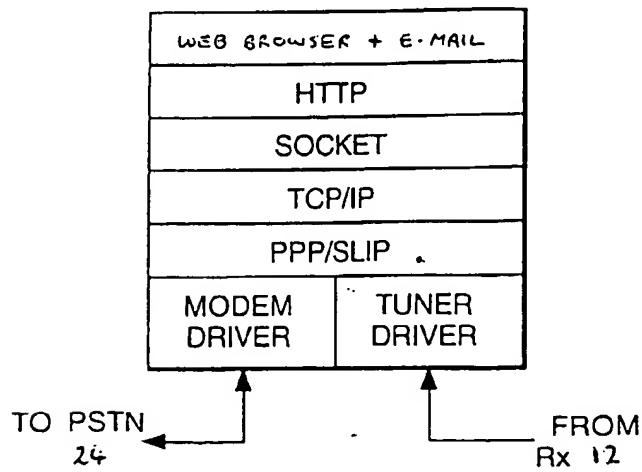 WEB BROWSER + E-MAIL
HTTP
SOCKET
TCP/IP
PPP/SLIP
MODEM DRIVER
TUNER DRIVER
TO PSTN
24
FROM
Rx 12